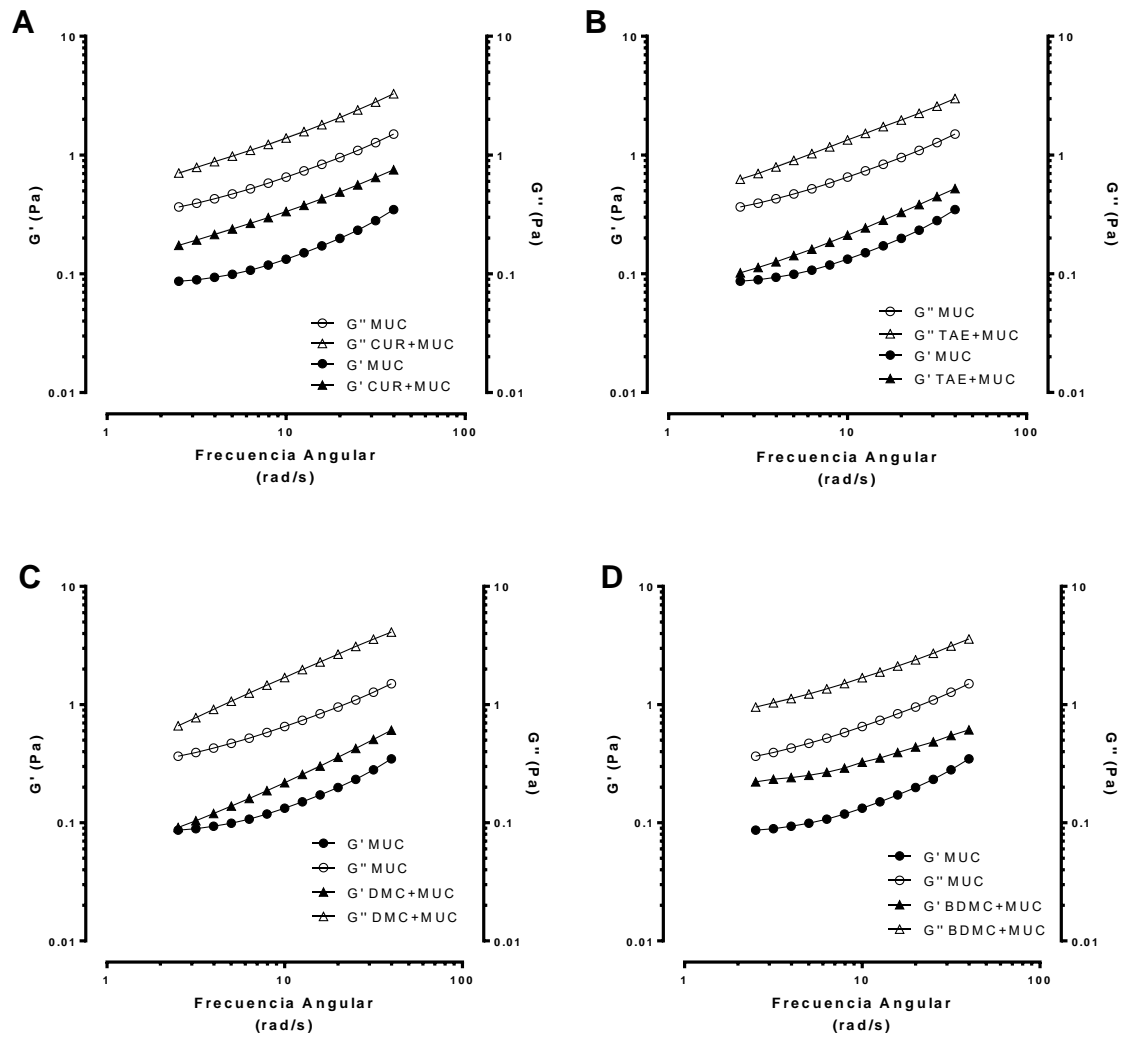 A
10
1
0.1
0.01
G' (Pa)
10
1
0.1
0.01
G'' (Pa)
G'' MUC
G'' CUR+MUC
G' MUC
G' CUR+MUC
1
10
100
Frecuencia Angular
(rad/s)
B
10
1
0.1
0.01
G' (Pa)
10
1
0.1
0.01
G'' (Pa)
G'' MUC
G'' TAE+MUC
G' MUC
G' TAE+MUC
1
10
100
Frecuencia Angular
(rad/s)
C
10
1
0.1
0.01
G' (Pa)
10
1
0.1
0.01
G'' (Pa)
G' MUC
G'' MUC
G' DMC+MUC
G'' DMC+MUC
1
10
100
Frecuencia Angular
(rad/s)
D
10
1
0.1
0.01
G' (Pa)
10
1
0.1
0.01
G'' (Pa)
G' MUC
G'' MUC
G' BDMC+MUC
G'' BDMC+MUC
1
10
100
Frecuencia Angular
(rad/s)